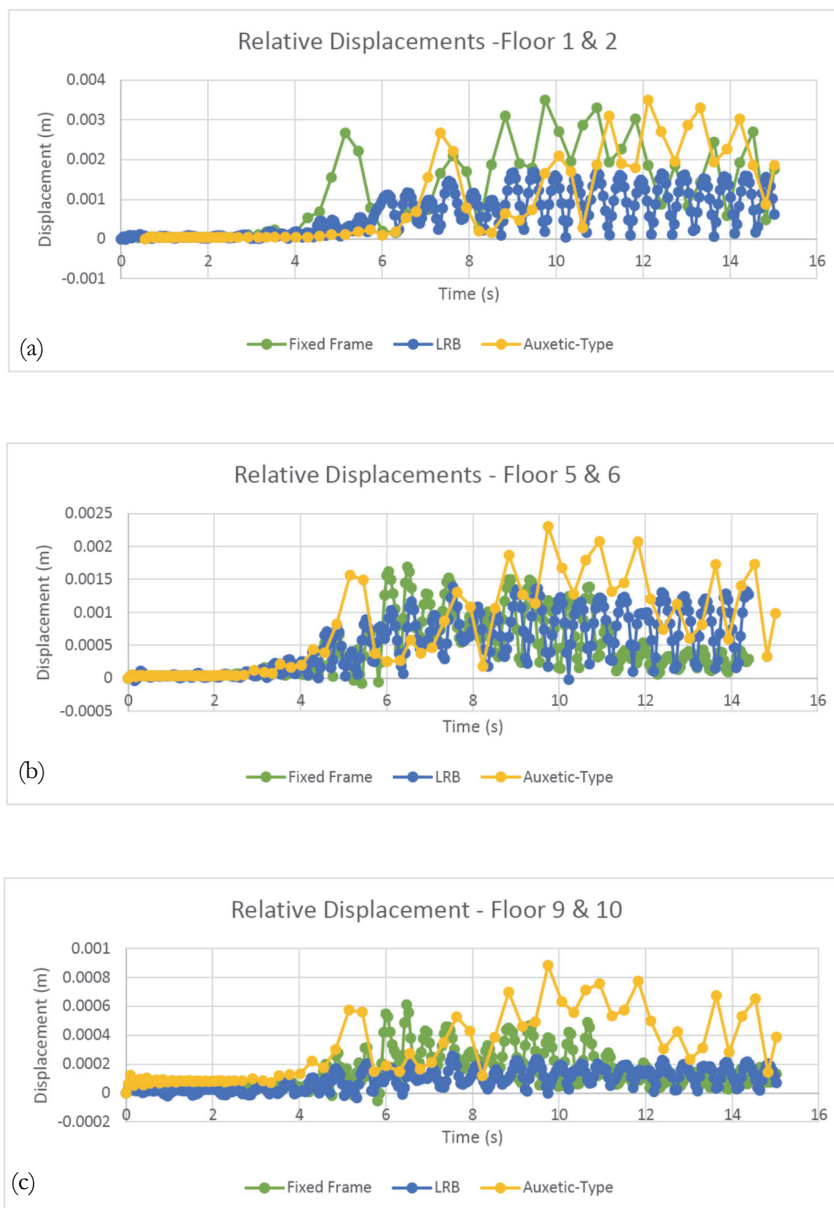 Relative Displacements -Floor 1 & 2
0.004
0.003
0.002
0.001
0
-0.001
Displacement (m)
0 2 4 6 8 10 12 14 16
Time (s)
Fixed Frame LRB Auxetic-Type
(a)
Relative Displacements - Floor 5 & 6
0.0025
0.002
0.0015
0.001
0.0005
0
-0.0005
Displacement (m)
0 2 4 6 8 10 12 14 16
Time (s)
Fixed Frame LRB Auxetic-Type
(b)
Relative Displacement - Floor 9 & 10
0.001
0.0008
0.0006
0.0004
0.0002
0
-0.0002
Displacement (m)
0 2 4 6 8 10 12 14 16
Time (s)
Fixed Frame LRB Auxetic-Type
(c)